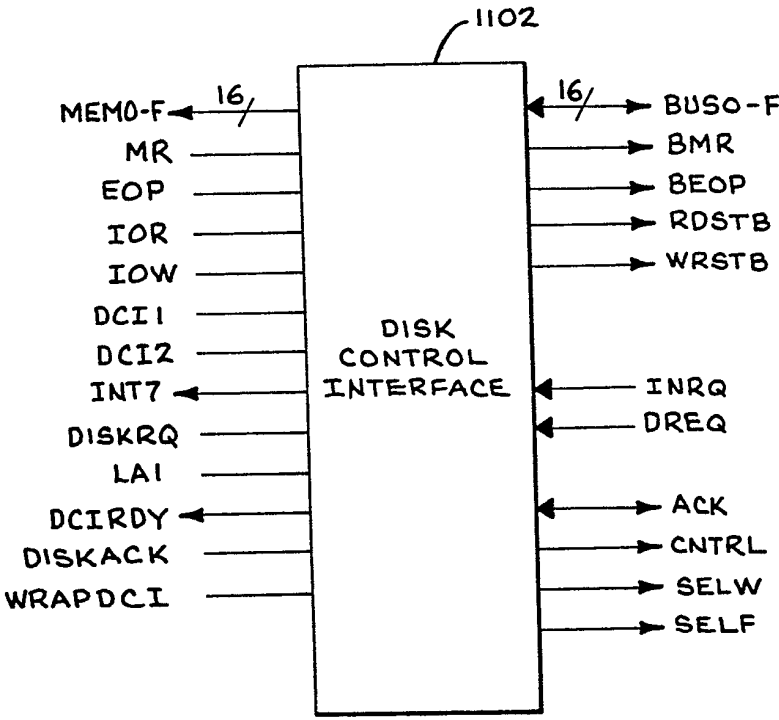 1102
MEMO-F
16
MR
EOP
IOR
IOW
DCI1
DCI2
INT7
DISKRQ
LA1
DCIRDY
DISKACK
WRAPDCI
DISK
CONTROL
INTERFACE
16
BUSO-F
BMR
BEOP
RDSTB
WRSTB
INRQ
DREQ
ACK
CNTRL
SELW
SELF